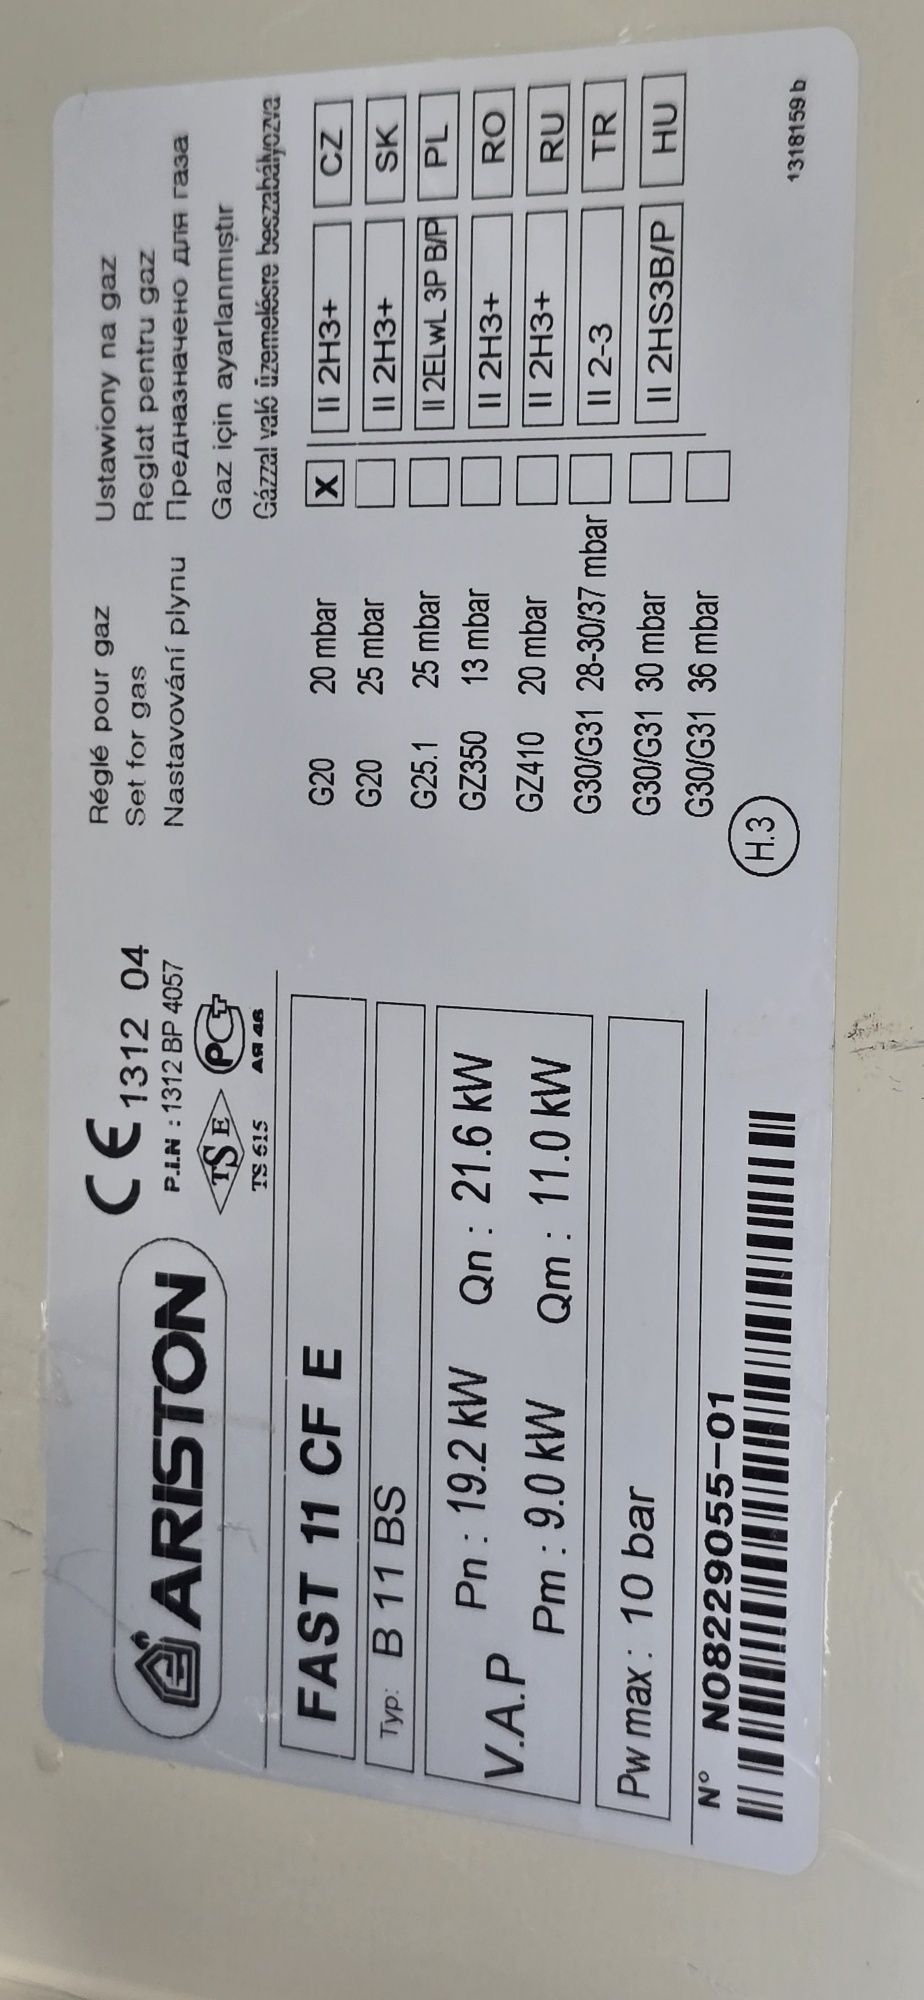 ARISTON
CE 1312 04
P.I.N : 1312 BP 4057
TSE PCT
TS 615 АЯ 46
FAST 11 CF E
Typ: B 11 BS
V.A.P
Pn : 19.2 kW Qn : 21.6 kW
Pm : 9.0 kW Qm : 11.0 kW
Pw max : 10 bar
N° N08229055-01
Réglé pour gaz
Set for gas
Nastavování plynu
Ustawiony na gaz
Reglat pentru gaz
Предназначено для газа
Gaz için ayarlanmıştır
Gázzal való üzemelésre beszabályozva
G20 20 mbar X
G20 25 mbar
G25.1 25 mbar
GZ350 13 mbar
GZ410 20 mbar
G30/G31 28-30/37 mbar
G30/G31 30 mbar
G30/G31 36 mbar
II 2H3+ CZ
II 2H3+ SK
II 2ELwL 3P B/P PL
II 2H3+ RO
II 2H3+ RU
II 2-3 TR
II 2HS3B/P HU
H.3
1318159 b